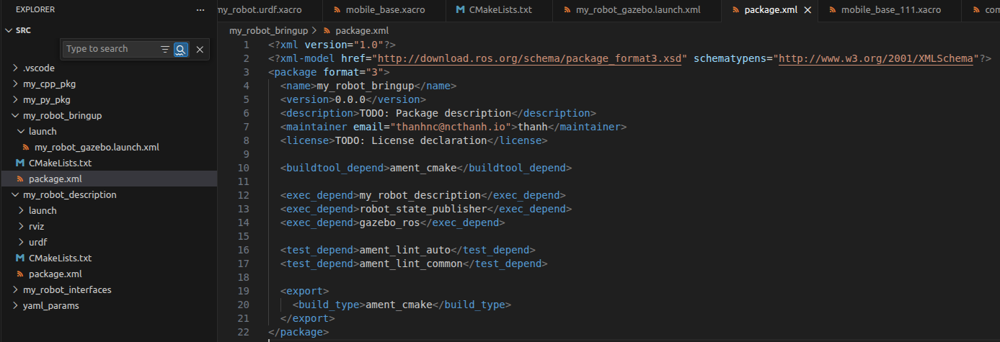 EXPLORER
SRC
Type to search
.vscode
my_cpp_pkg
my_py_pkg
my_robot_bringup
launch
my_robot_gazebo.launch.xml
CMakeLists.txt
package.xml
my_robot_description
launch
rviz
urdf
CMakeLists.txt
package.xml
my_robot_interfaces
yaml_params
my_robot.urdf.xacro
mobile_base.xacro
CMakeLists.txt
my_robot_gazebo.launch.xml
package.xml
mobile_base_111.xacro
my_robot_bringup > package.xml
1 <?xml version="1.0"?>
2 <?xml-model href="http://download.ros.org/schema/package_format3.xsd" schematypens="http://www.w3.org/2001/XMLSchema"?>
3 <package format="3">
4 <name>my_robot_bringup</name>
5 <version>0.0.0</version>
6 <description>TODO: Package description</description>
7 <maintainer email="thanhnc@ncthanh.io">thanh</maintainer>
8 <license>TODO: License declaration</license>
9
10 <buildtool_depend>ament_cmake</buildtool_depend>
11
12 <exec_depend>my_robot_description</exec_depend>
13 <exec_depend>robot_state_publisher</exec_depend>
14 <exec_depend>gazebo_ros</exec_depend>
15
16 <test_depend>ament_lint_auto</test_depend>
17 <test_depend>ament_lint_common</test_depend>
18
19 <export>
20 <build_type>ament_cmake</build_type>
21 </export>
22 </package>